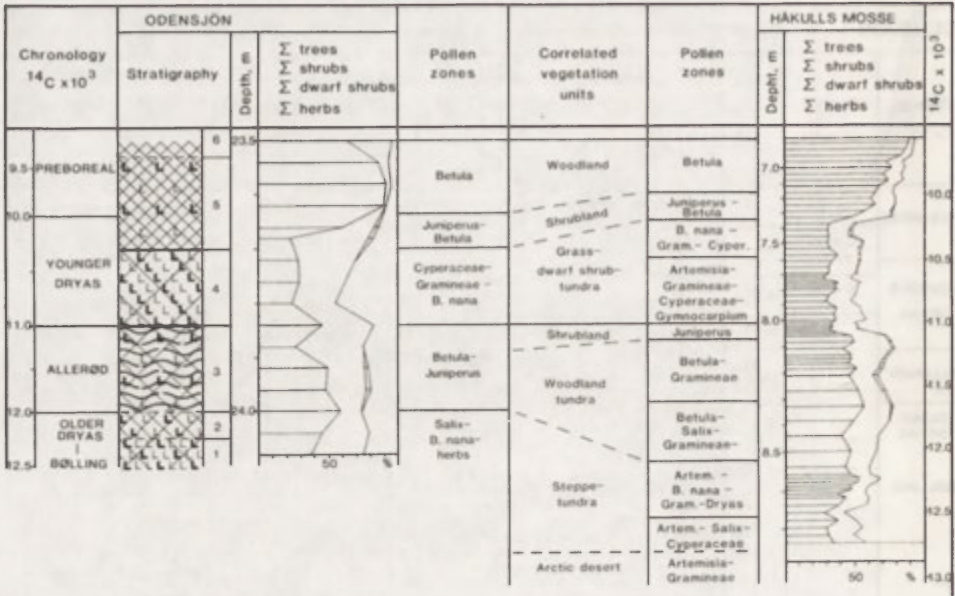 ODENSJÖN
HÅKULLS MOSSE
Chronology
14C x10³
Stratigraphy
Depth, m
Σ trees
Σ shrubs
Σ dwarf shrubs
Σ herbs
Pollen
zones
Correlated
vegetation
units
Pollen
zones
Depht, m
Σ trees
Σ shrubs
Σ dwarf shrubs
Σ herbs
14C x 10³
9.5
PREBOREAL
10.0
YOUNGER
DRYAS
11.0
ALLERØD
12.0
OLDER
DRYAS
|
BØLLING
12.5
6
5
4
3
2
1
23.5
24.0
50 %
Betula
Juniperus-
Betula
Cyperaceae-
Gramineae-
B. nana
Betula-
Juniperus
Salix-
B. nana-
herbs
Woodland
Shrubland
Grass-
dwarf shrub-
tundra
Shrubland
Woodland
tundra
Steppe-
tundra
Arctic desert
Betula
Juniperus-
Betula
B. nana-
Gram.-Cyper.
Artemisia-
Gramineae-
Cyperaceae-
Gymnocarpium
Juniperus
Betula-
Gramineae
Betula-
Salix-
Gramineae-
Artem. -
B. nana -
Gram.-Dryas
Artem.- Salix-
Cyperaceae
Artemisia-
Gramineae
7.0
7.5
8.0
8.5
50 %
10.0
10.5
11.0
11.5
12.0
12.5
13.0